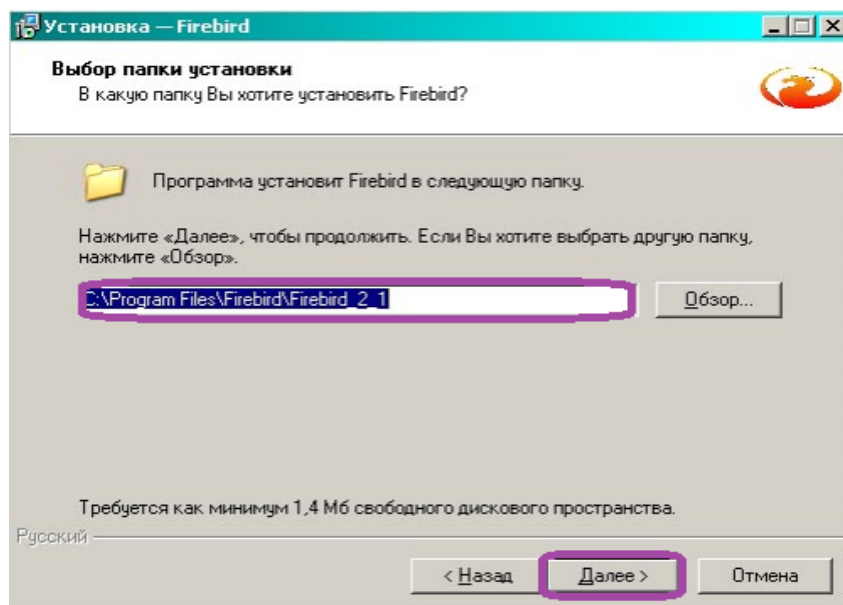 Установка — Firebird
Выбор папки установки
В какую папку Вы хотите установить Firebird?
Программа установит Firebird в следующую папку.
Нажмите «Далее», чтобы продолжить. Если Вы хотите выбрать другую папку,
нажмите «Обзор».
C:\Program Files\Firebird\Firebird_2_1
Обзор...
Требуется как минимум 1,4 Мб свободного дискового пространства.
Русский
< Назад
Далее >
Отмена